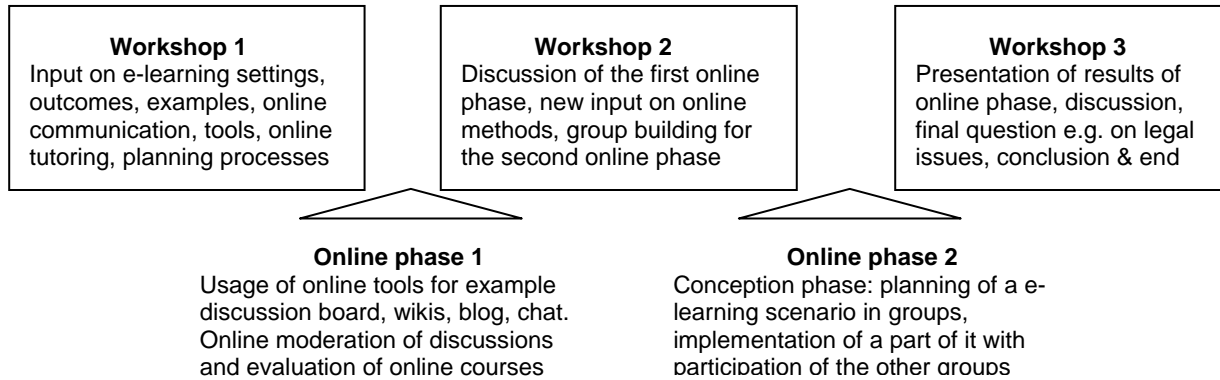 Workshop 1
Input on e-learning settings,
outcomes, examples, online
communication, tools, online
tutoring, planning processes
Workshop 2
Discussion of the first online
phase, new input on online
methods, group building for
the second online phase
Workshop 3
Presentation of results of
online phase, discussion,
final question e.g. on legal
issues, conclusion & end
Online phase 1
Usage of online tools for example
discussion board, wikis, blog, chat.
Online moderation of discussions
and evaluation of online courses
Online phase 2
Conception phase: planning of a e-
learning scenario in groups,
implementation of a part of it with
participation of the other groups